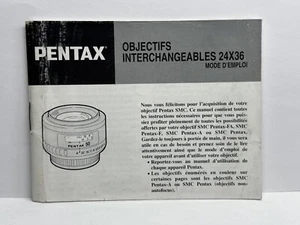 PENTAX®
OBJECTIFS
INTERCHANGEABLES 24X36
MODE D'EMPLOI
PENTAX 50
Nous vous félicitons pour l'acquisition de votre
objectif Pentax SMC. Ce manuel contient toutes
les instructions nécessaires pour que vous puis-
siez profiter pleinement de toutes les possibilités
offertes par votre objectif SMC Pentax-FA, SMC
Pentax-F, SMC Pentax-A ou SMC Pentax.
Gardez-le toujours à portée de main, il vous sera
utile en cas de besoin et prenez soin de le lire
attentivement ainsi que le mode d'emploi de
votre appareil avant d'utiliser votre objectif.
• Reportez-vous au manuel d'utilisation de
chaque appareil Pentax.
• Les objectifs énumérés en couleur sur
certaines pages sont les objectifs SMC
Pentax-A ou SMC Pentax (objectifs non-
autofocus).